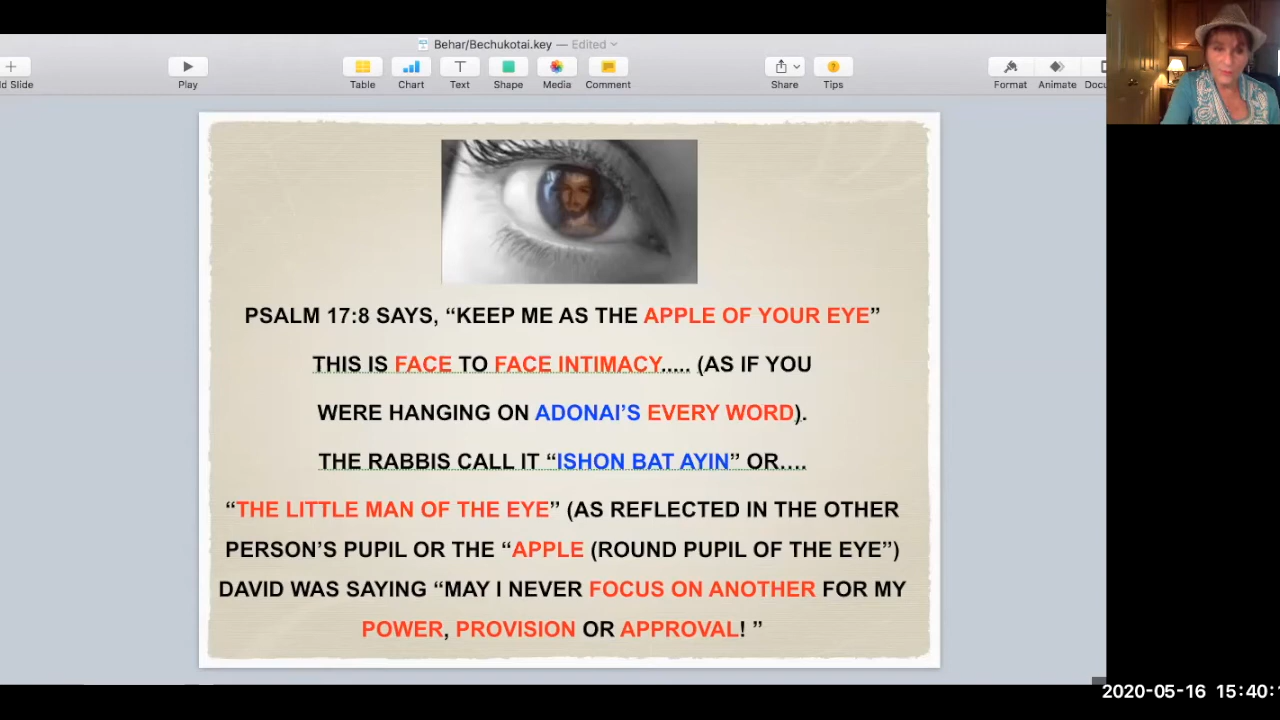 Behar/Bechukotai.key — Edited
d Slide
Play
Table
Chart
Text
Shape
Media
Comment
Share
Tips
Format
Animate
Docu
PSALM 17:8 SAYS, “KEEP ME AS THE APPLE OF YOUR EYE”
THIS IS FACE TO FACE INTIMACY..... (AS IF YOU
WERE HANGING ON ADONAI’S EVERY WORD).
THE RABBIS CALL IT “ISHON BAT AYIN” OR....
“THE LITTLE MAN OF THE EYE” (AS REFLECTED IN THE OTHER
PERSON’S PUPIL OR THE “APPLE (ROUND PUPIL OF THE EYE”)
DAVID WAS SAYING “MAY I NEVER FOCUS ON ANOTHER FOR MY
POWER, PROVISION OR APPROVAL! ”
2020-05-16 15:40:1